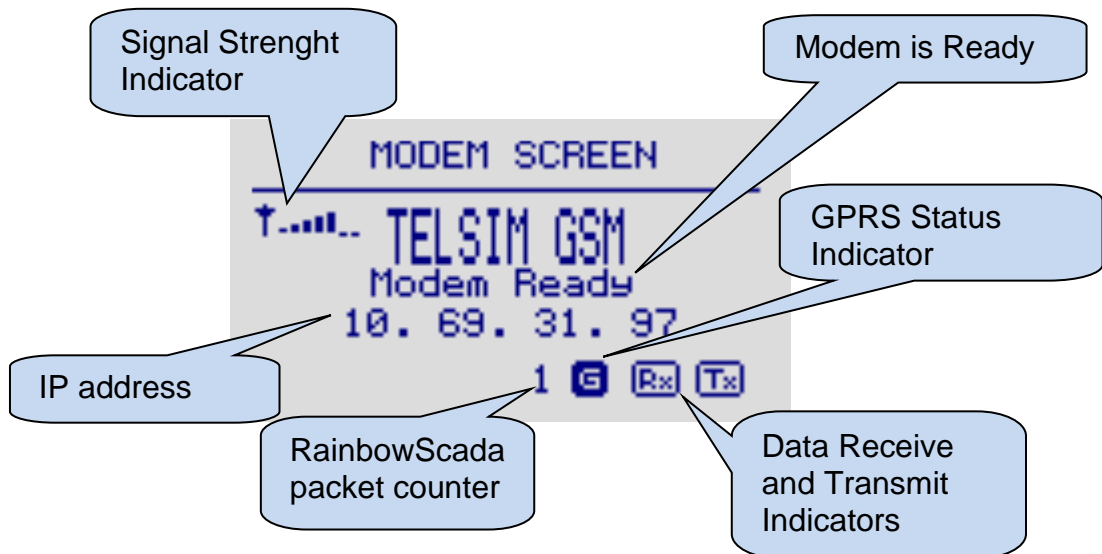 Signal Strenght
Indicator
Modem is Ready
MODEM SCREEN
TELSIM GSM
GPRS Status
Indicator
Modem Ready
10. 69. 31. 97
IP address
1 G Rx Tx
RainbowScada
packet counter
Data Receive
and Transmit
Indicators